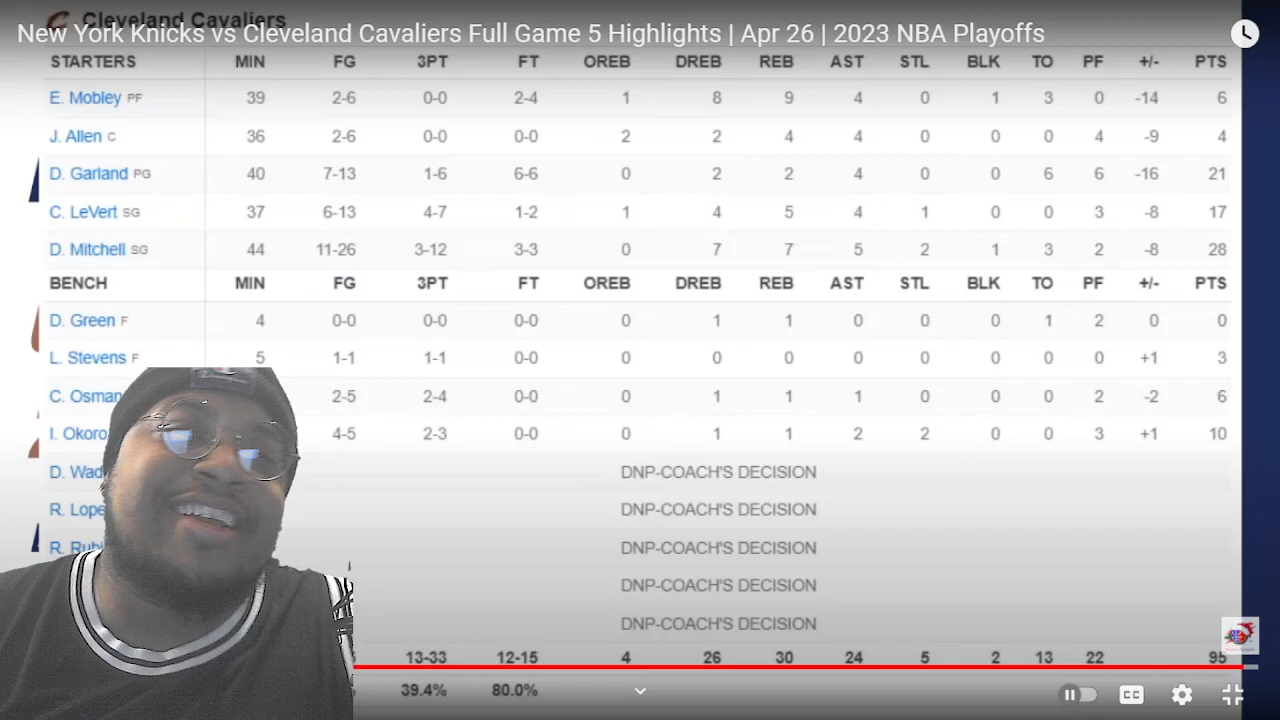 Cleveland Cavaliers
New York Knicks vs Cleveland Cavaliers Full Game 5 Highlights | Apr 26 | 2023 NBA Playoffs
STARTERS MIN FG 3PT FT OREB DREB REB AST STL BLK TO PF +/- PTS
E. Mobley PF 39 2-6 0-0 2-4 1 8 9 4 0 1 3 0 -14 6
J. Allen C 36 2-6 0-0 0-0 2 2 4 4 0 0 0 4 -9 4
D. Garland PG 40 7-13 1-6 6-6 0 2 2 4 0 0 6 6 -16 21
C. LeVert SG 37 6-13 4-7 1-2 1 4 5 4 1 0 0 3 -8 17
D. Mitchell SG 44 11-26 3-12 3-3 0 7 7 5 2 1 3 2 -8 28
BENCH MIN FG 3PT FT OREB DREB REB AST STL BLK TO PF +/- PTS
D. Green F 4 0-0 0-0 0-0 0 1 1 0 0 0 1 2 0 0
L. Stevens F 5 1-1 1-1 0-0 0 0 0 0 0 0 0 0 +1 3
C. Osman 2-5 2-4 0-0 0 1 1 1 0 0 0 2 -2 6
I. Okoro 4-5 2-3 0-0 0 1 1 2 2 0 0 3 +1 10
D. Wad DNP-COACH'S DECISION
R. Lope DNP-COACH'S DECISION
R. Rubi DNP-COACH'S DECISION
DNP-COACH'S DECISION
DNP-COACH'S DECISION
13-33 12-15 4 26 30 24 5 2 13 22 95
39.4% 80.0%
CC